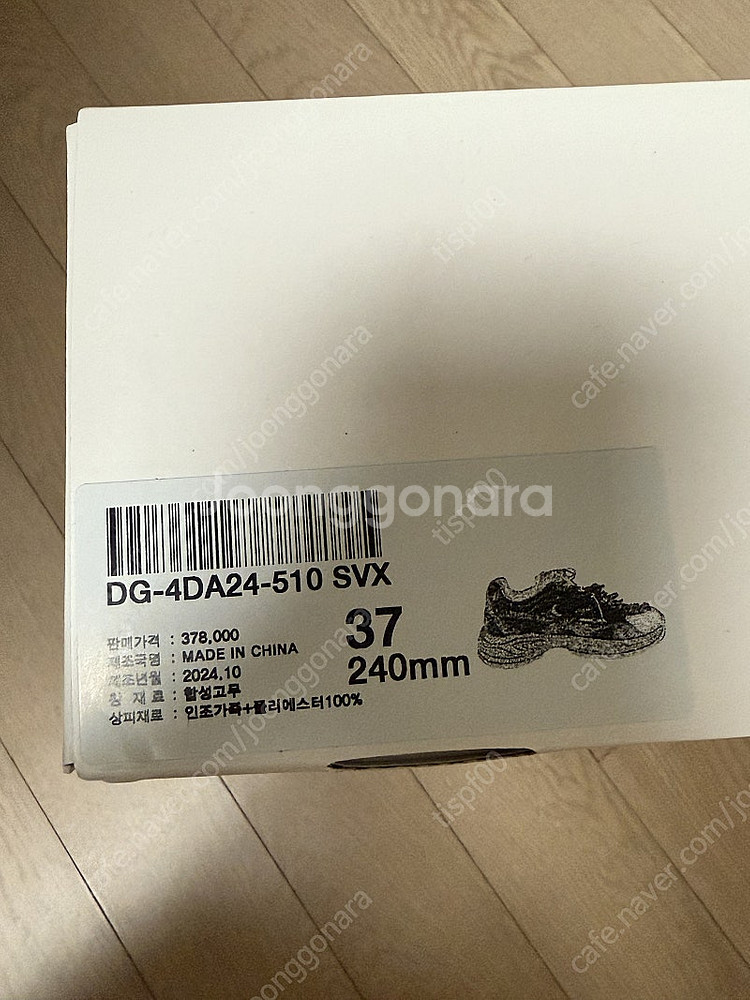 DG-4DA24-510 SVX
판매가격 : 378,000
제조국명 : MADE IN CHINA
제조년월 : 2024.10
창 재 료 : 합성고무
상피재료 : 인조가죽+폴리에스터100%
37
240mm
joonggonara
tispf00
cafe.naver.com/joonggonara